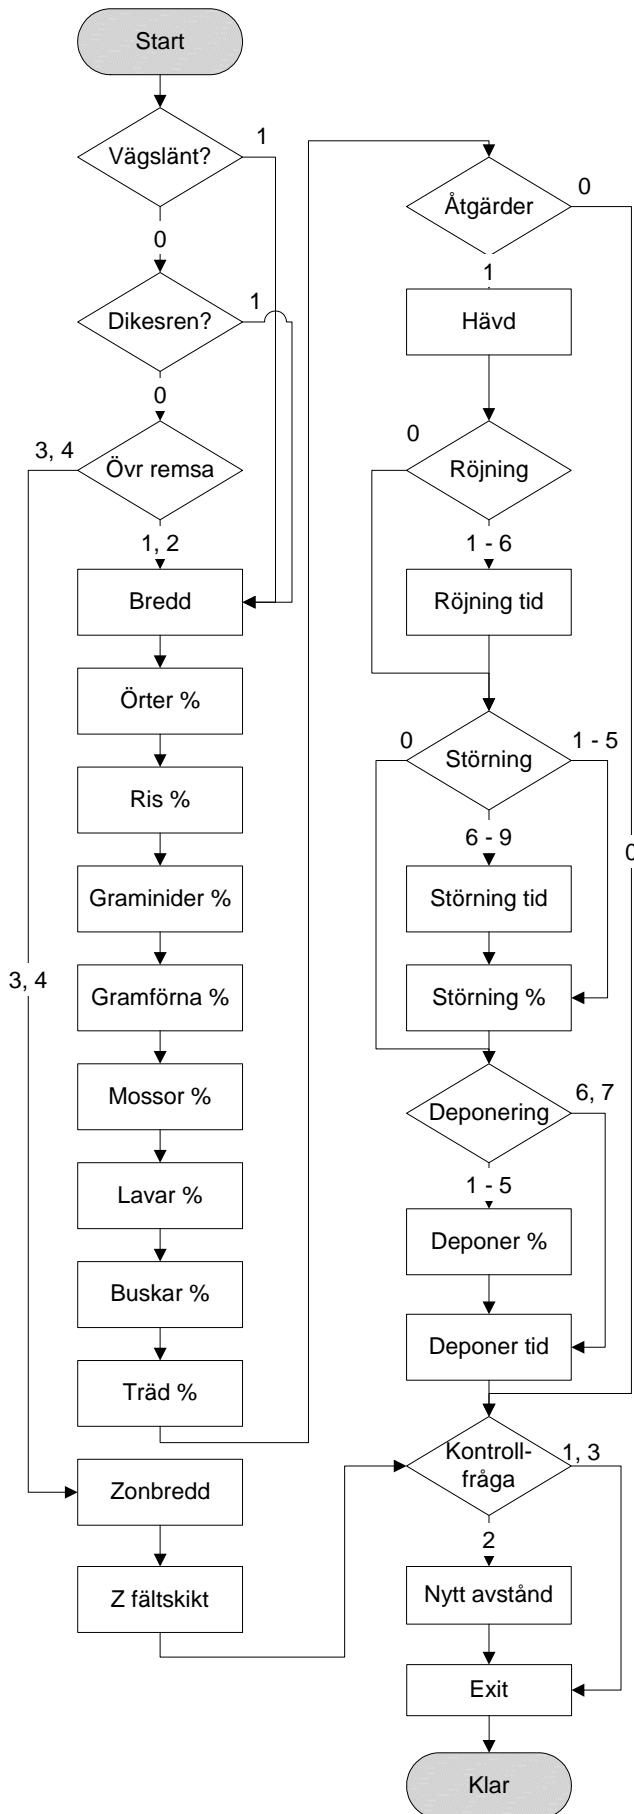 Start
Vägslänt?
1
0
Dikesren?
1
0
Övr remsa
3, 4
1, 2
Bredd
Örter %
Ris %
Graminider %
Gramförna %
3, 4
Mossor %
Lavar %
Buskar %
Träd %
Zonbredd
Z fältskikt
Åtgärder
0
1
Hävd
Röjning
0
1 - 6
Röjning tid
Störning
0
1 - 5
6 - 9
0
Störning tid
Störning %
Deponering
6, 7
1 - 5
Deponer %
Deponer tid
Kontroll-
fråga
1, 3
2
Nytt avstånd
Exit
Klar